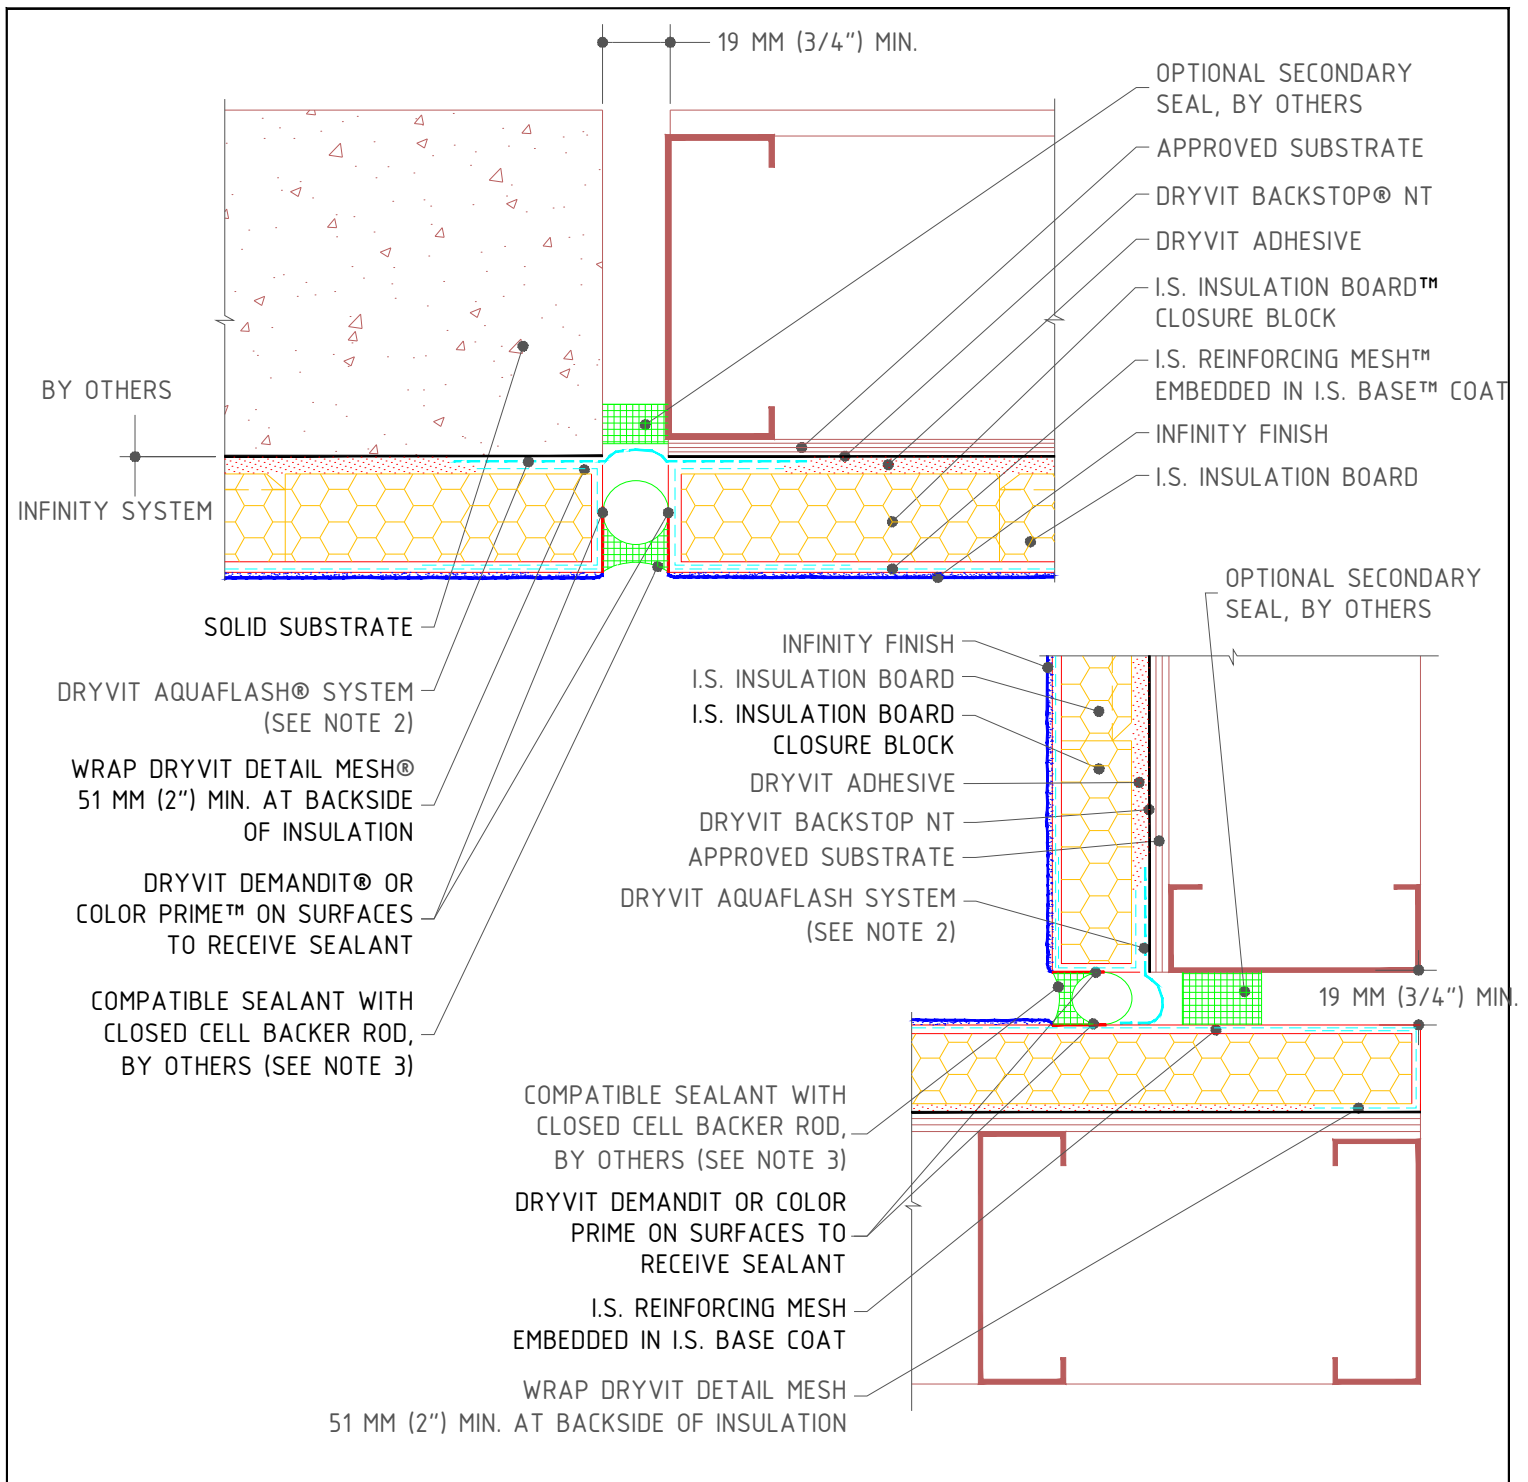 19 MM (3/4") MIN.
OPTIONAL SECONDARY
SEAL, BY OTHERS
APPROVED SUBSTRATE
DRYVIT BACKSTOP® NT
DRYVIT ADHESIVE
I.S. INSULATION BOARD™
CLOSURE BLOCK
I.S. REINFORCING MESH™
EMBEDDED IN I.S. BASE™ COAT
INFINITY FINISH
I.S. INSULATION BOARD
BY OTHERS
INFINITY SYSTEM
SOLID SUBSTRATE
DRYVIT AQUAFLASH® SYSTEM
(SEE NOTE 2)
WRAP DRYVIT DETAIL MESH®
51 MM (2") MIN. AT BACKSIDE
OF INSULATION
DRYVIT DEMANDIT® OR
COLOR PRIME™ ON SURFACES
TO RECEIVE SEALANT
COMPATIBLE SEALANT WITH
CLOSED CELL BACKER ROD,
BY OTHERS (SEE NOTE 3)
OPTIONAL SECONDARY
SEAL, BY OTHERS
INFINITY FINISH
I.S. INSULATION BOARD
I.S. INSULATION BOARD
CLOSURE BLOCK
DRYVIT ADHESIVE
DRYVIT BACKSTOP NT
APPROVED SUBSTRATE
DRYVIT AQUAFLASH SYSTEM
(SEE NOTE 2)
19 MM (3/4") MIN.
COMPATIBLE SEALANT WITH
CLOSED CELL BACKER ROD,
BY OTHERS (SEE NOTE 3)
DRYVIT DEMANDIT OR COLOR
PRIME ON SURFACES TO
RECEIVE SEALANT
I.S. REINFORCING MESH
EMBEDDED IN I.S. BASE COAT
WRAP DRYVIT DETAIL MESH
51 MM (2") MIN. AT BACKSIDE OF INSULATION